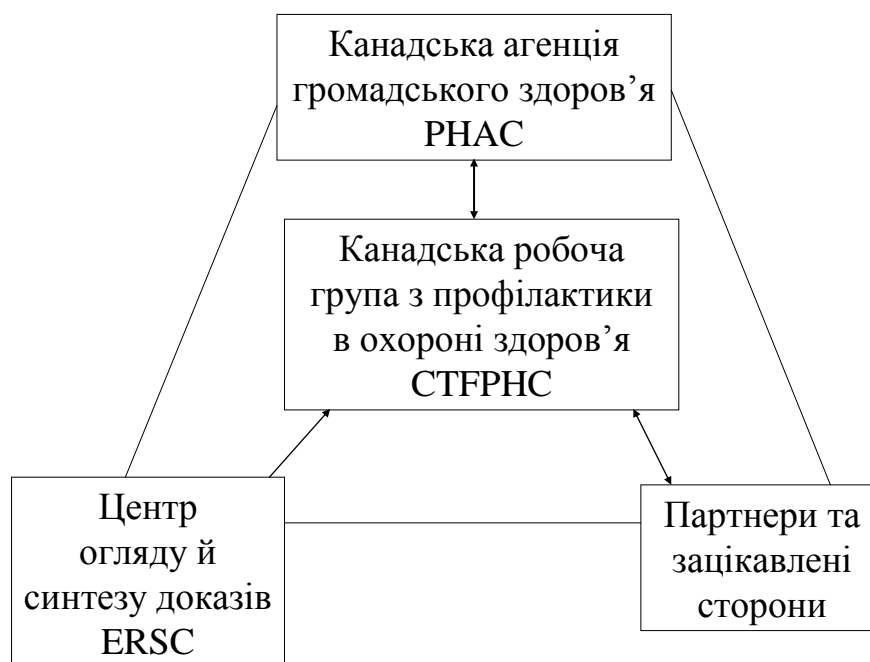 Канадська агенція
громадського здоров’я
PHAC
Канадська робоча
група з профілактики
в охороні здоров’я
CTFPHC
Центр
огляду й
синтезу доказів
ERSC
Партнери та
зацікавлені
сторони